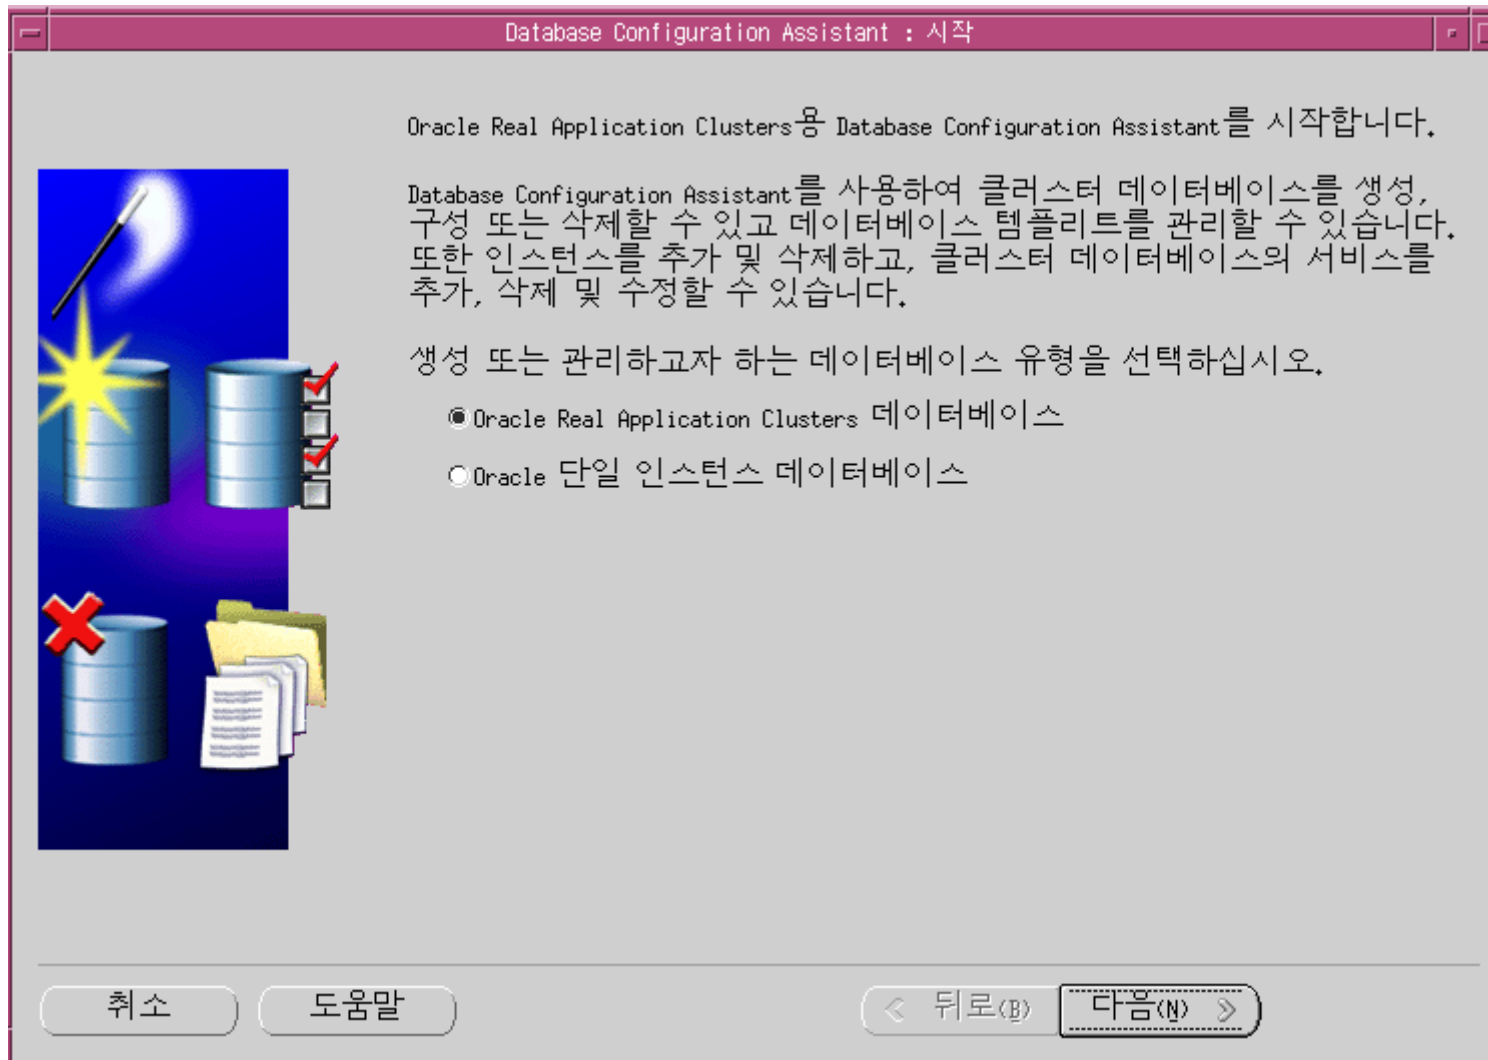 Database Configuration Assistant : 시작
Oracle Real Application Clusters용 Database Configuration Assistant를 시작합니다.
Database Configuration Assistant를 사용하여 클러스터 데이터베이스를 생성,
구성 또는 삭제할 수 있고 데이터베이스 템플리트를 관리할 수 있습니다.
또한 인스턴스를 추가 및 삭제하고, 클러스터 데이터베이스의 서비스를
추가, 삭제 및 수정할 수 있습니다.
생성 또는 관리하고자 하는 데이터베이스 유형을 선택하십시오.
Oracle Real Application Clusters 데이터베이스
Oracle 단일 인스턴스 데이터베이스
취소 도움말 뒤로(B) 다음(N)